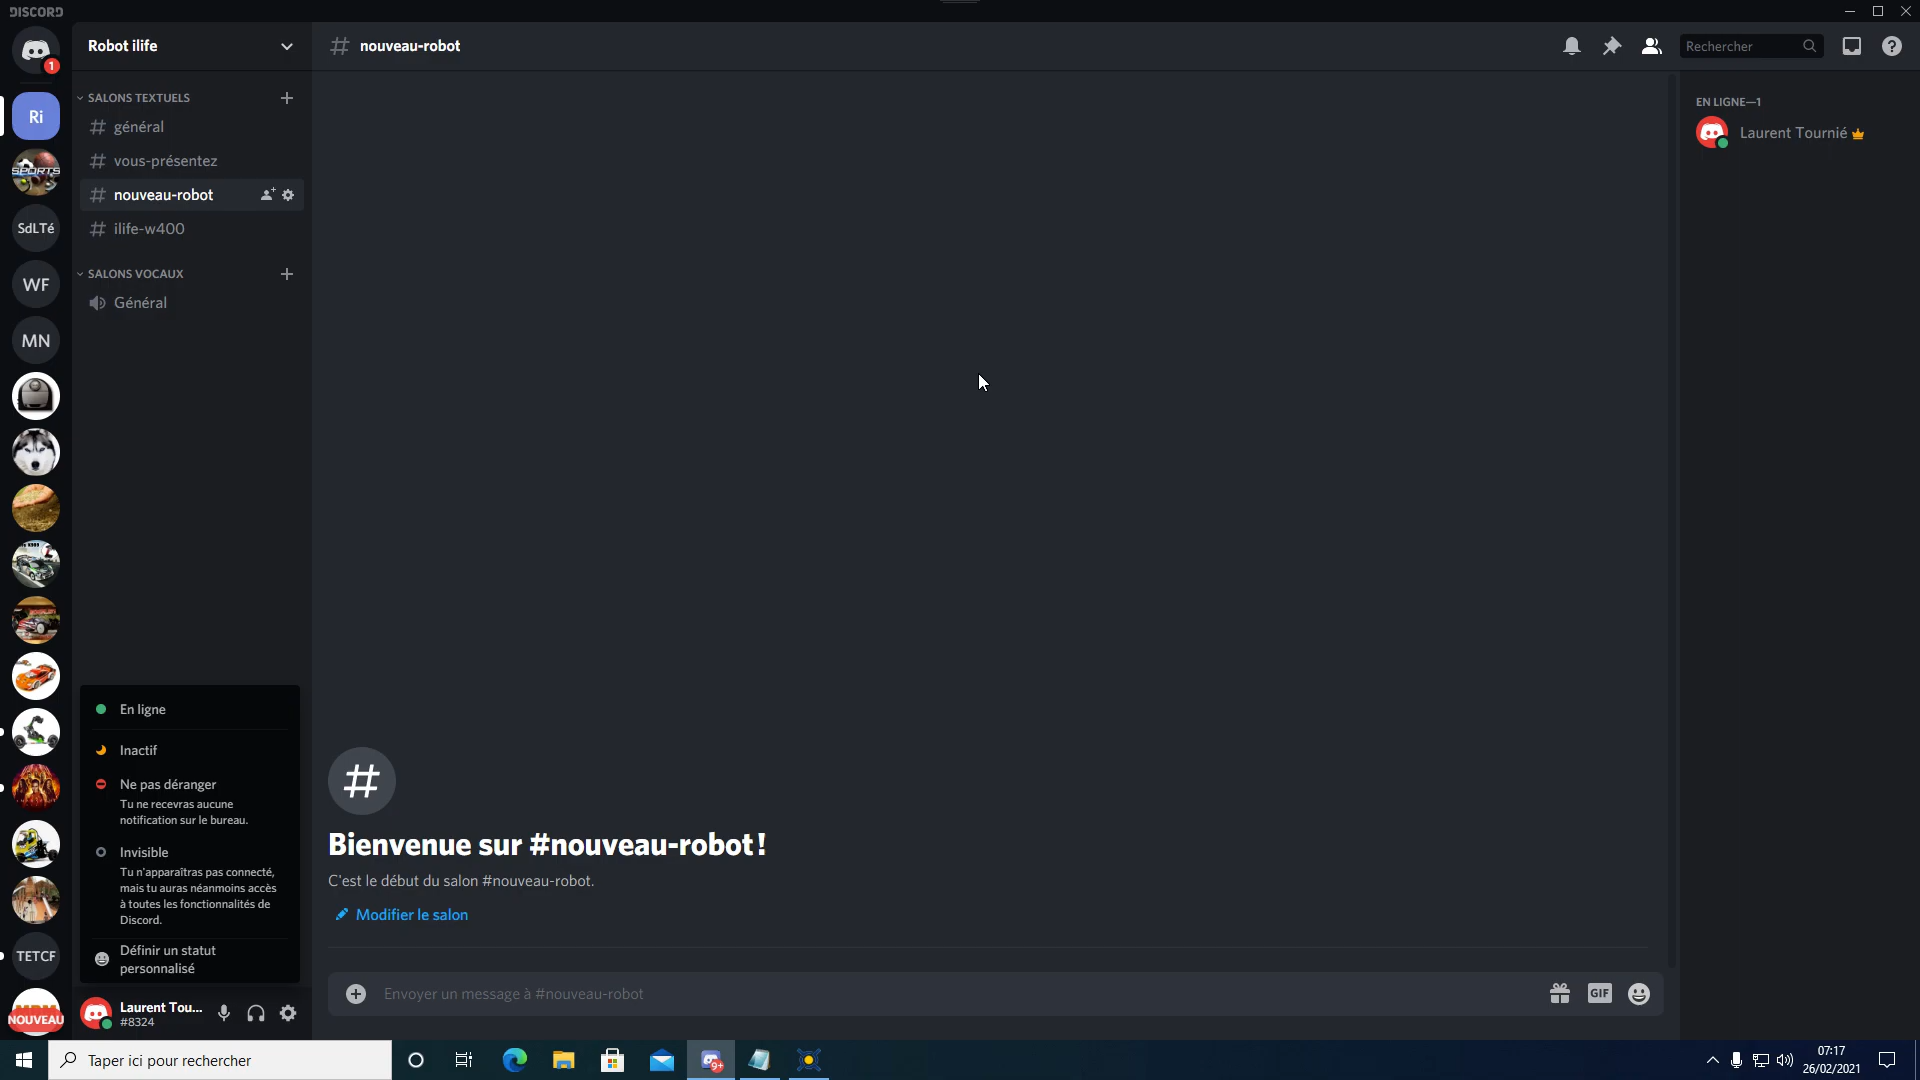 DISCORD
Robot ilife
nouveau-robot
Rechercher
1
Ri
SPORTS
SdLTé
WF
MN
TETCF
NOUVEAU
SALONS TEXTUELS
général
vous-présentez
nouveau-robot
ilife-w400
SALONS VOCAUX
Général
En ligne
Inactif
Ne pas déranger
Tu ne recevras aucune
notification sur le bureau.
Invisible
Tu n'apparaîtras pas connecté,
mais tu auras néanmoins accès
à toutes les fonctionnalités de
Discord.
Définir un statut
personnalisé
Laurent Tou...
#8324
Bienvenue sur #nouveau-robot !
C'est le début du salon #nouveau-robot.
Modifier le salon
Envoyer un message à #nouveau-robot
GIF
EN LIGNE—1
Laurent Tournié
Taper ici pour rechercher
9+
07:17
26/02/2021